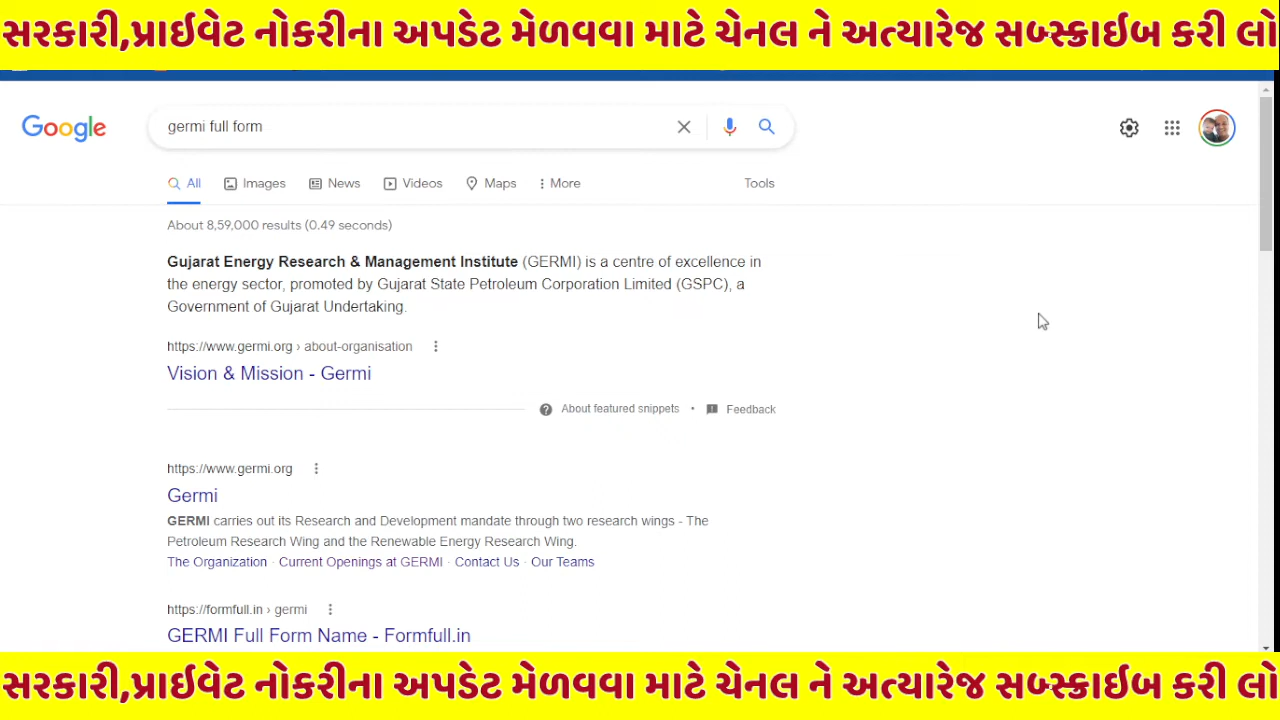 સરકારી,પ્રાઇવેટ નોકરીના અપડેટ મેળવવા માટે ચેનલ ને અત્યારેજ સબ્સ્ક્રાઇબ કરી લો
Google
germi full form
All Images News Videos Maps More Tools
About 8,59,000 results (0.49 seconds)
Gujarat Energy Research & Management Institute (GERMI) is a centre of excellence in
the energy sector, promoted by Gujarat State Petroleum Corporation Limited (GSPC), a
Government of Gujarat Undertaking.
https://www.germi.org › about-organisation
Vision & Mission - Germi
About featured snippets • Feedback
https://www.germi.org
Germi
GERMI carries out its Research and Development mandate through two research wings - The
Petroleum Research Wing and the Renewable Energy Research Wing.
The Organization · Current Openings at GERMI · Contact Us · Our Teams
https://formfull.in › germi
GERMI Full Form Name - Formfull.in
સરકારી,પ્રાઇવેટ નોકરીના અપડેટ મેળવવા માટે ચેનલ ને અત્યારેજ સબ્સ્ક્રાઇબ કરી લો